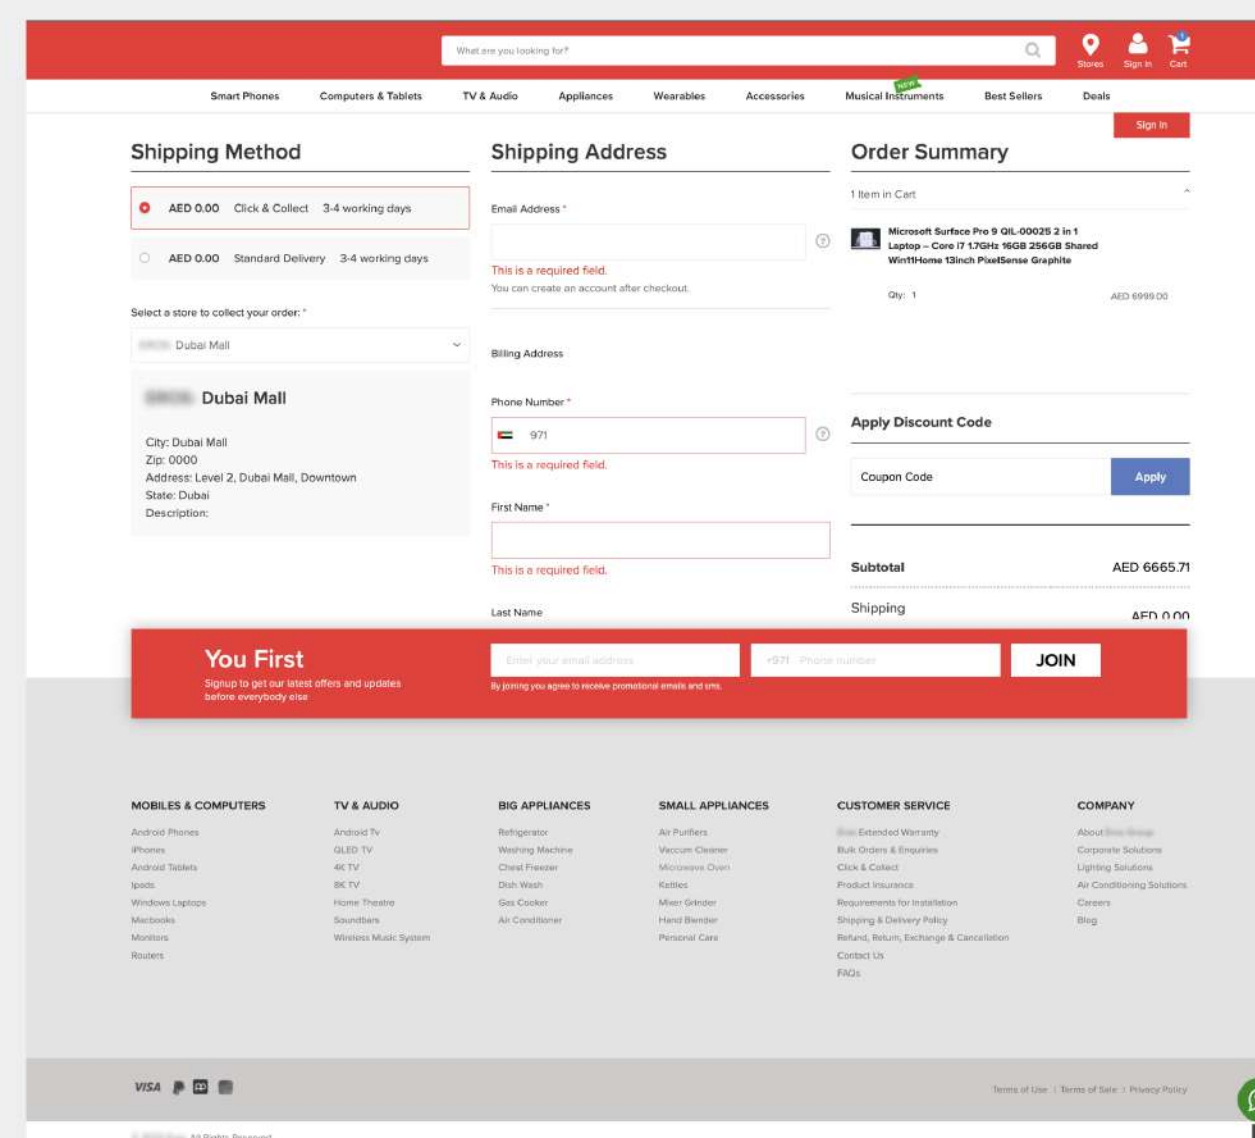 What are you looking for?
Stores
Sign In
1
Cart
Smart Phones
Computers & Tablets
TV & Audio
Appliances
Wearables
Accessories
NEW
Musical Instruments
Best Sellers
Deals
Sign In
Shipping Method
AED 0.00 Click & Collect 3-4 working days
AED 0.00 Standard Delivery 3-4 working days
Select a store to collect your order: *
Dubai Mall
Dubai Mall
City: Dubai Mall
Zip: 0000
Address: Level 2, Dubai Mall, Downtown
State: Dubai
Description:
Shipping Address
Email Address *
?
This is a required field.
You can create an account after checkout.
Billing Address
Phone Number *
971
?
This is a required field.
First Name *
This is a required field.
Last Name
Order Summary
1 Item in Cart
Microsoft Surface Pro 9 QIL-00025 2 in 1
Laptop – Core i7 1.7GHz 16GB 256GB Shared
Win11Home 13inch PixelSense Graphite
Qty: 1
AED 6999.00
Apply Discount Code
Coupon Code
Apply
Subtotal AED 6665.71
Shipping AED 0.00
You First
Signup to get our latest offers and updates
before everybody else
Enter your email address
+971 Phone number
JOIN
By joining you agree to receive promotional emails and sms.
MOBILES & COMPUTERS
Android Phones
iPhones
Android Tablets
Ipads
Windows Laptops
Macbooks
Monitors
Routers
TV & AUDIO
Android Tv
QLED TV
4K TV
8K TV
Home Theatre
Soundbars
Wireless Music System
BIG APPLIANCES
Refrigerator
Washing Machine
Chest Freezer
Dish Wash
Gas Cooker
Air Conditioner
SMALL APPLIANCES
Air Purifiers
Vaccum Cleaner
Microwave Oven
Kettles
Mixer Grinder
Hand Blender
Personal Care
CUSTOMER SERVICE
Extended Warranty
Bulk Orders & Enquiries
Click & Collect
Product Insurance
Requirements for Installation
Shipping & Delivery Policy
Refund, Return, Exchange & Cancellation
Contact Us
FAQs
COMPANY
About
Corporate Solutions
Lighting Solutions
Air Conditioning Solutions
Careers
Blog
VISA
Terms of Use | Terms of Sale | Privacy Policy
All Rights Reserved